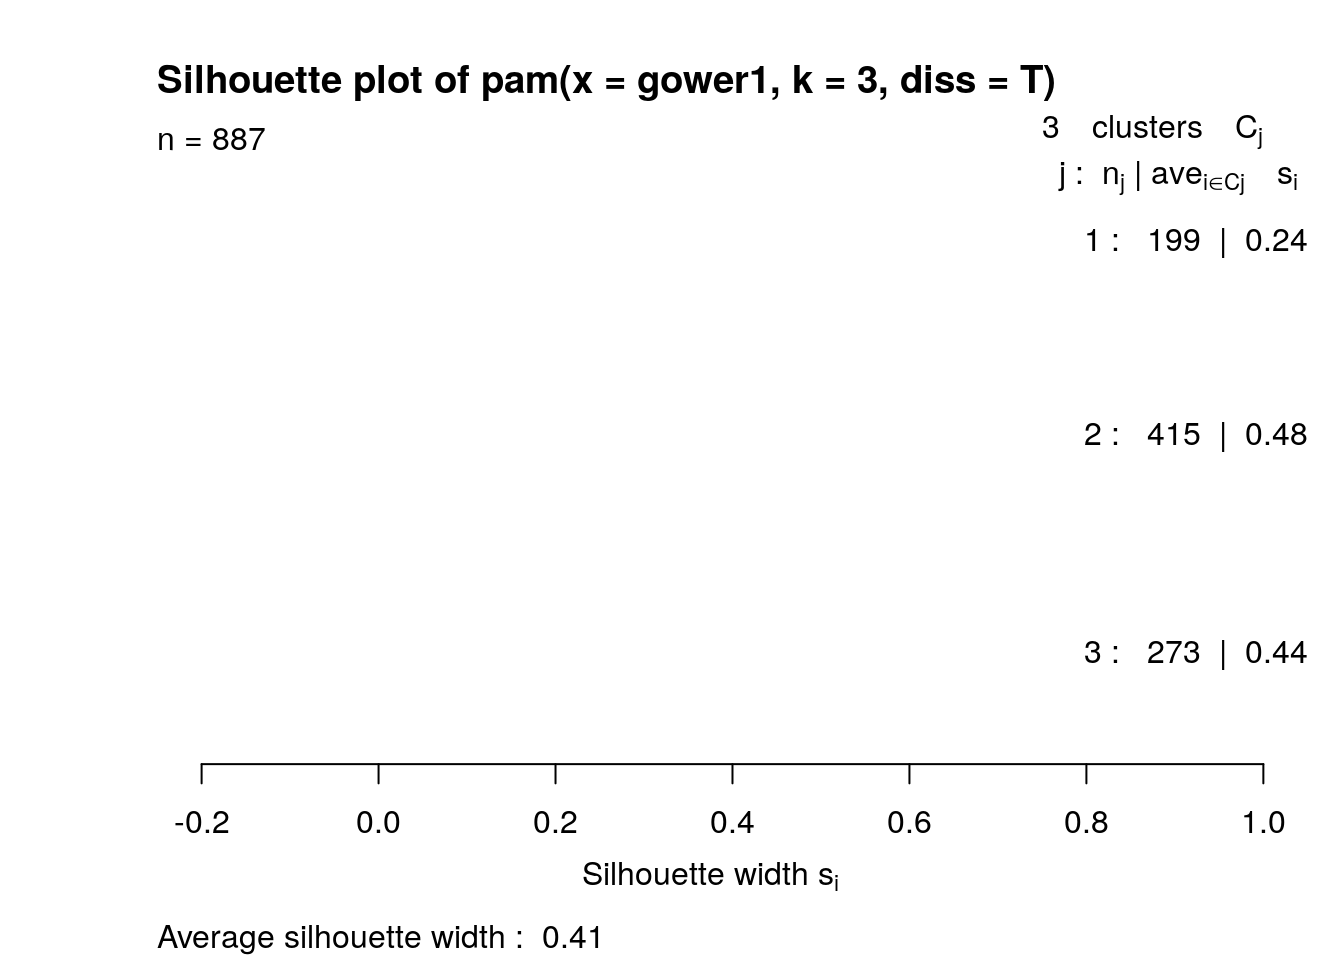 Silhouette plot of pam(x = gower1, k = 3, diss = T)
n = 887
3 clusters Cj
j : nj | avei∈Cj si
1 : 199 | 0.24
2 : 415 | 0.48
3 : 273 | 0.44
-0.2 0.0 0.2 0.4 0.6 0.8 1.0
Silhouette width si
Average silhouette width : 0.41